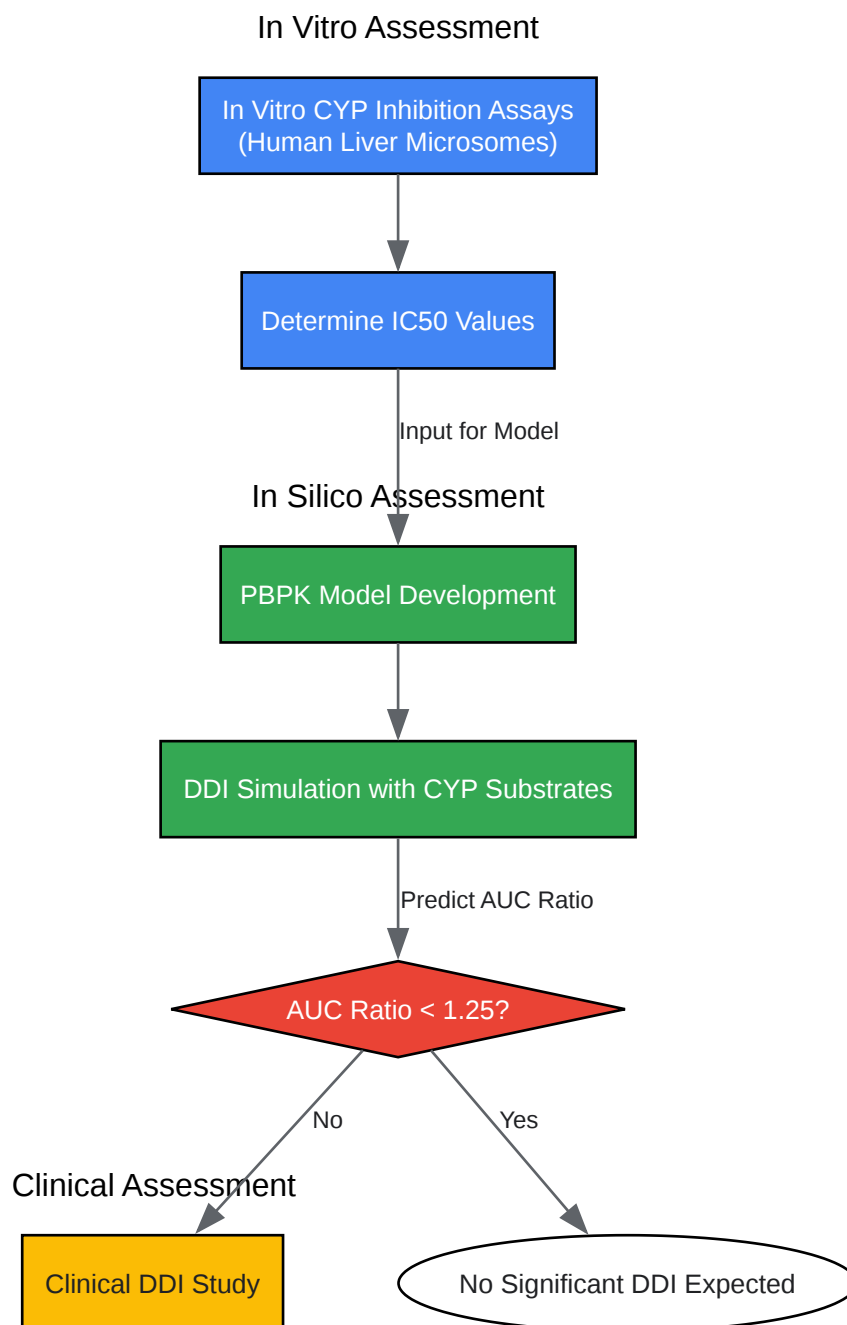 In Vitro Assessment
In Vitro CYP Inhibition Assays
(Human Liver Microsomes)
Determine IC50 Values
Input for Model
In Silico Assessment
PBPK Model Development
DDI Simulation with CYP Substrates
Predict AUC Ratio
AUC Ratio < 1.25?
No
Yes
Clinical Assessment
Clinical DDI Study
No Significant DDI Expected